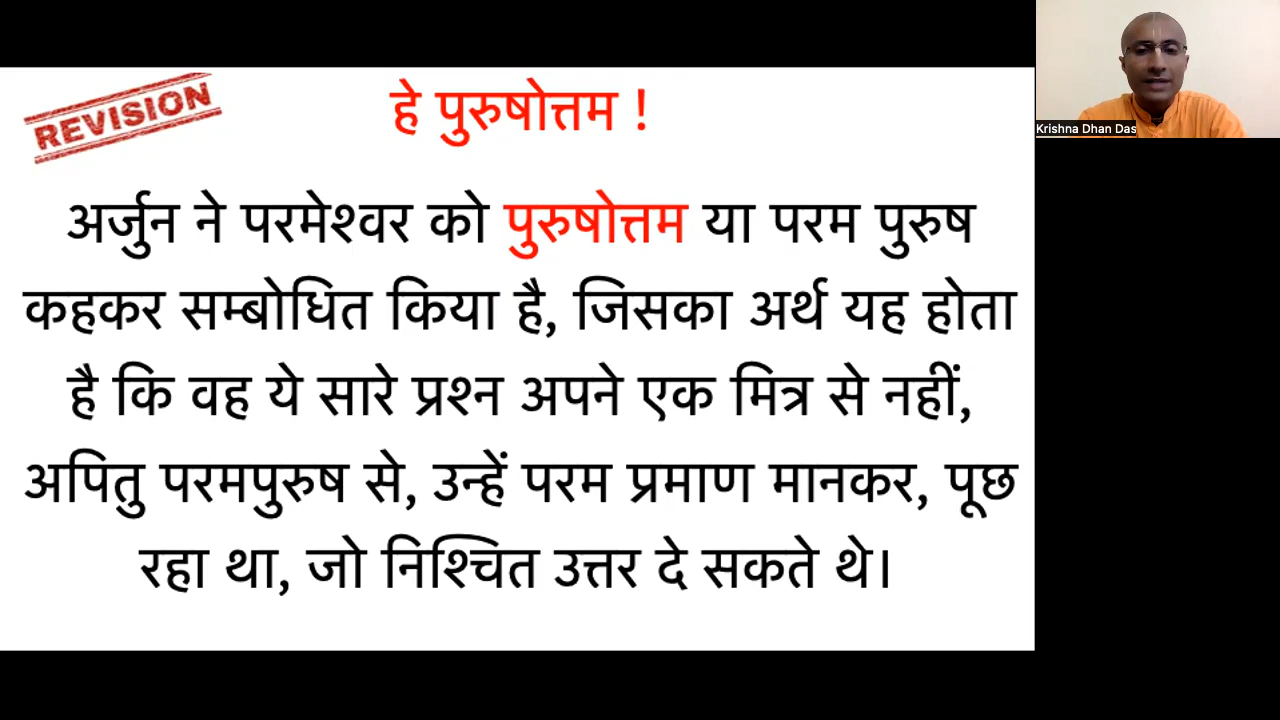 REVISION
हे पुरुषोत्तम !
अर्जुन ने परमेश्वर को पुरुषोत्तम या परम पुरुष
कहकर सम्बोधित किया है, जिसका अर्थ यह होता
है कि वह ये सारे प्रश्न अपने एक मित्र से नहीं,
अपितु परमपुरुष से, उन्हें परम प्रमाण मानकर, पूछ
रहा था, जो निश्चित उत्तर दे सकते थे।
Krishna Dhan Das